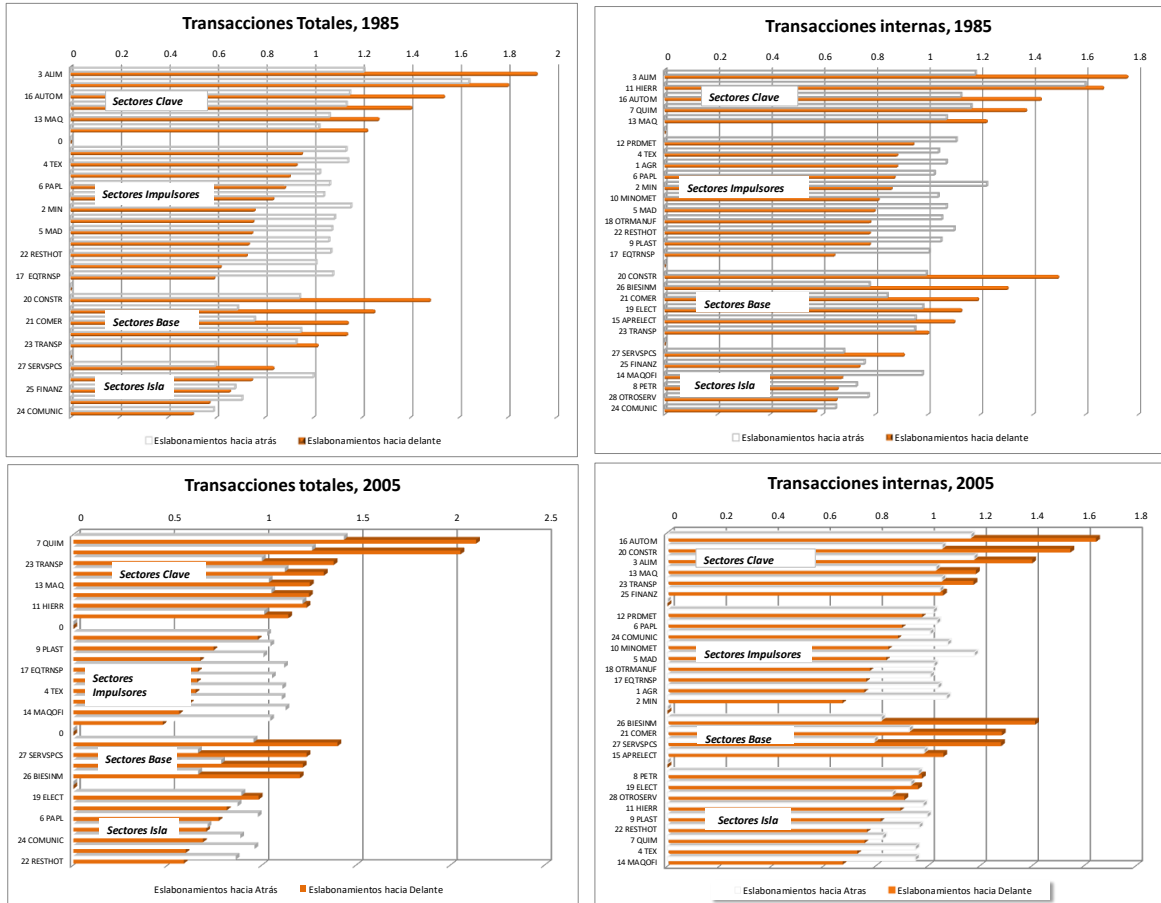 Transacciones Totales, 1985
0 0.2 0.4 0.6 0.8 1 1.2 1.4 1.6 1.8 2
3 ALIM
16 AUTOM
Sectores Clave
13 MAQ
0
4 TEX
6 PAPL
Sectores Impulsores
2 MIN
5 MAD
22 RESTHOT
17 EQTRNSP
20 CONSTR
21 COMER
Sectores Base
23 TRANSP
27 SERVSPCS
Sectores Isla
25 FINANZ
24 COMUNIC
Eslabonamientos hacia atrás Eslabonamientos hacia delante
Transacciones internas, 1985
0 0.2 0.4 0.6 0.8 1 1.2 1.4 1.6 1.8
3 ALIM
11 HIERR
Sectores Clave
16 AUTOM
7 QUIM
13 MAQ
12 PRDMET
4 TEX
1 AGR
6 PAPL
Sectores Impulsores
2 MIN
10 MINOMET
5 MAD
18 OTRMANUF
22 RESTHOT
9 PLAST
17 EQTRNSP
20 CONSTR
26 BIESINM
21 COMER
Sectores Base
19 ELECT
15 APRELECT
23 TRANSP
27 SERVSPCS
25 FINANZ
14 MAQOFI
Sectores Isla
8 PETR
28 OTROSERV
24 COMUNIC
Eslabonamientos hacia atrás Eslabonamientos hacia delante
Transacciones totales, 2005
0 0.5 1 1.5 2 2.5
7 QUIM
23 TRANSP
Sectores Clave
13 MAQ
11 HIERR
0
9 PLAST
17 EQTRNSP
Sectores
Impulsores
4 TEX
14 MAQOFI
0
27 SERVSPCS
Sectores Base
26 BIESINM
19 ELECT
6 PAPL
Sectores Isla
24 COMUNIC
22 RESTHOT
Eslabonamientos hacia Atrás Eslabonamientos hacia Delante
Transacciones internas, 2005
0 0.2 0.4 0.6 0.8 1 1.2 1.4 1.6 1.8
16 AUTOM
20 CONSTR
Sectores Clave
3 ALIM
13 MAQ
23 TRANSP
25 FINANZ
12 PRDMET
6 PAPL
24 COMUNIC
10 MINOMET
Sectores Impulsores
5 MAD
18 OTRMANUF
17 EQTRNSP
1 AGR
2 MIN
26 BIESINM
21 COMER
Sectores Base
27 SERVSPCS
15 APRELECT
8 PETR
19 ELECT
28 OTROSERV
11 HIERR
9 PLAST
Sectores Isla
22 RESTHOT
7 QUIM
4 TEX
14 MAQOFI
Eslabonamientos hacia Atras Eslabonamientos hacia Delante